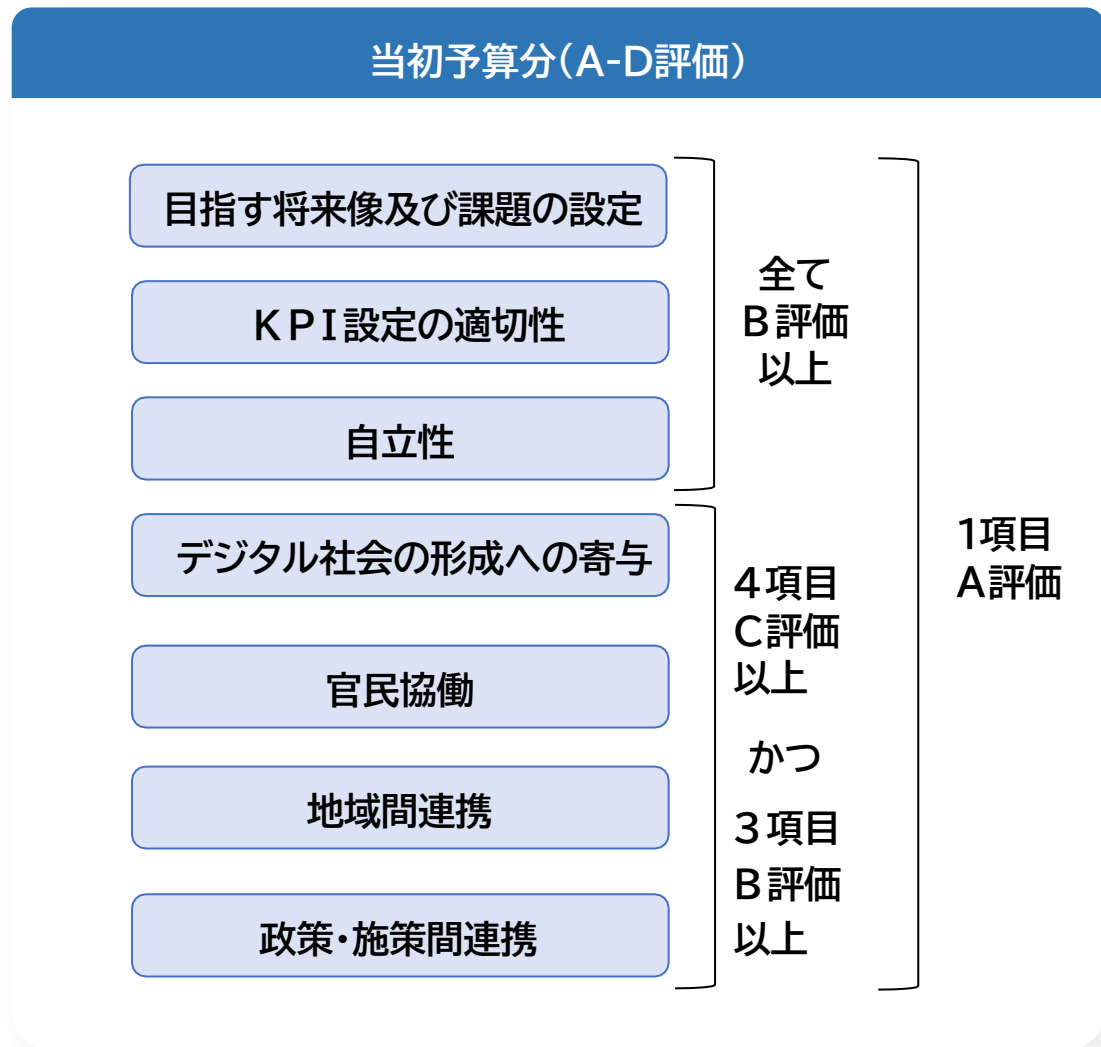 当初予算分（A-D評価）
目指す将来像及び課題の設定
ＫＰＩ設定の適切性
自立性
デジタル社会の形成への寄与
官民協働
地域間連携
政策・施策間連携
全て
Ｂ評価
以上
４項目
Ｃ評価
以上
かつ
３項目
Ｂ評価
以上
1項目
A評価